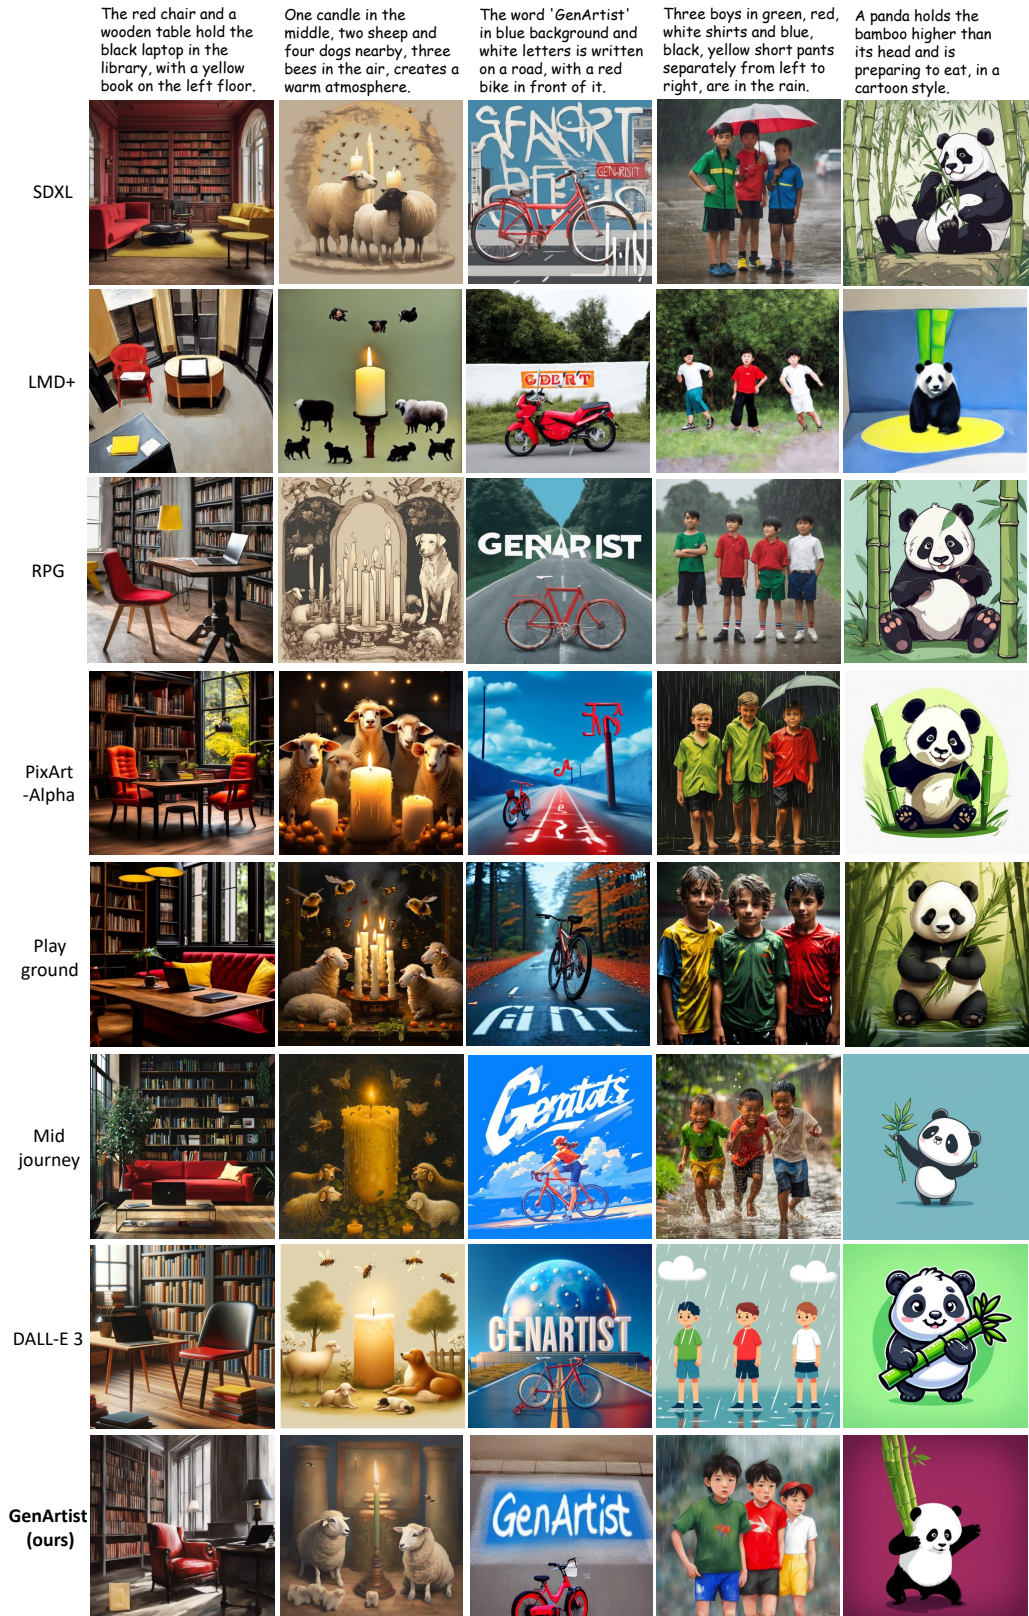 The red chair and a
wooden table hold the
black laptop in the
library, with a yellow
book on the left floor.
One candle in the
middle, two sheep and
four dogs nearby, three
bees in the air, creates a
warm atmosphere.
The word 'GenArtist'
in blue background and
white letters is written
on a road, with a red
bike in front of it.
Three boys in green, red,
white shirts and blue,
black, yellow short pants
separately from left to
right, are in the rain.
A panda holds the
bamboo higher than
its head and is
preparing to eat, in a
cartoon style.
SDXL
GENWRISIT
LMD+
RPG
GERNAR IST
PixArt
-Alpha
Play
ground
Mid
journey
DALL-E 3
GENARTIST
GenArtist
(ours)
GenArtist